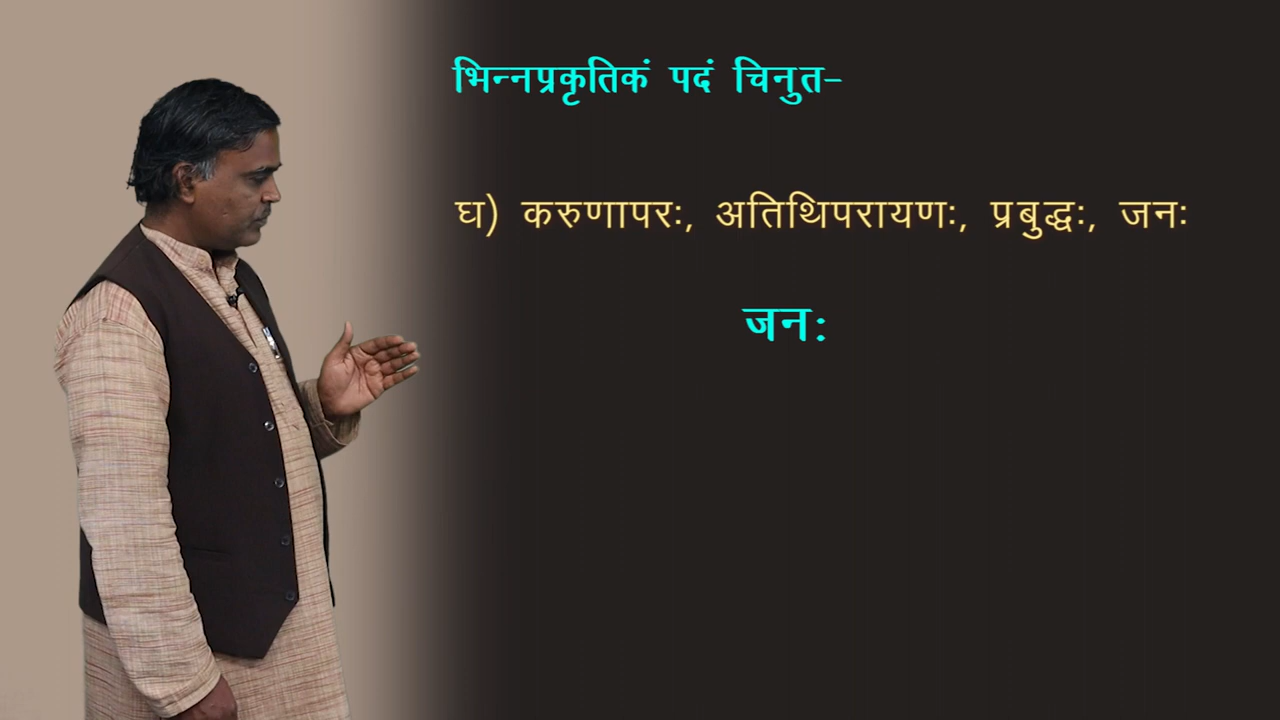 भिन्नप्रकृतिकं पदं चिनुत-
घ) करुणापरः, अतिथिपरायणः, प्रबुद्धः, जनः
जन: